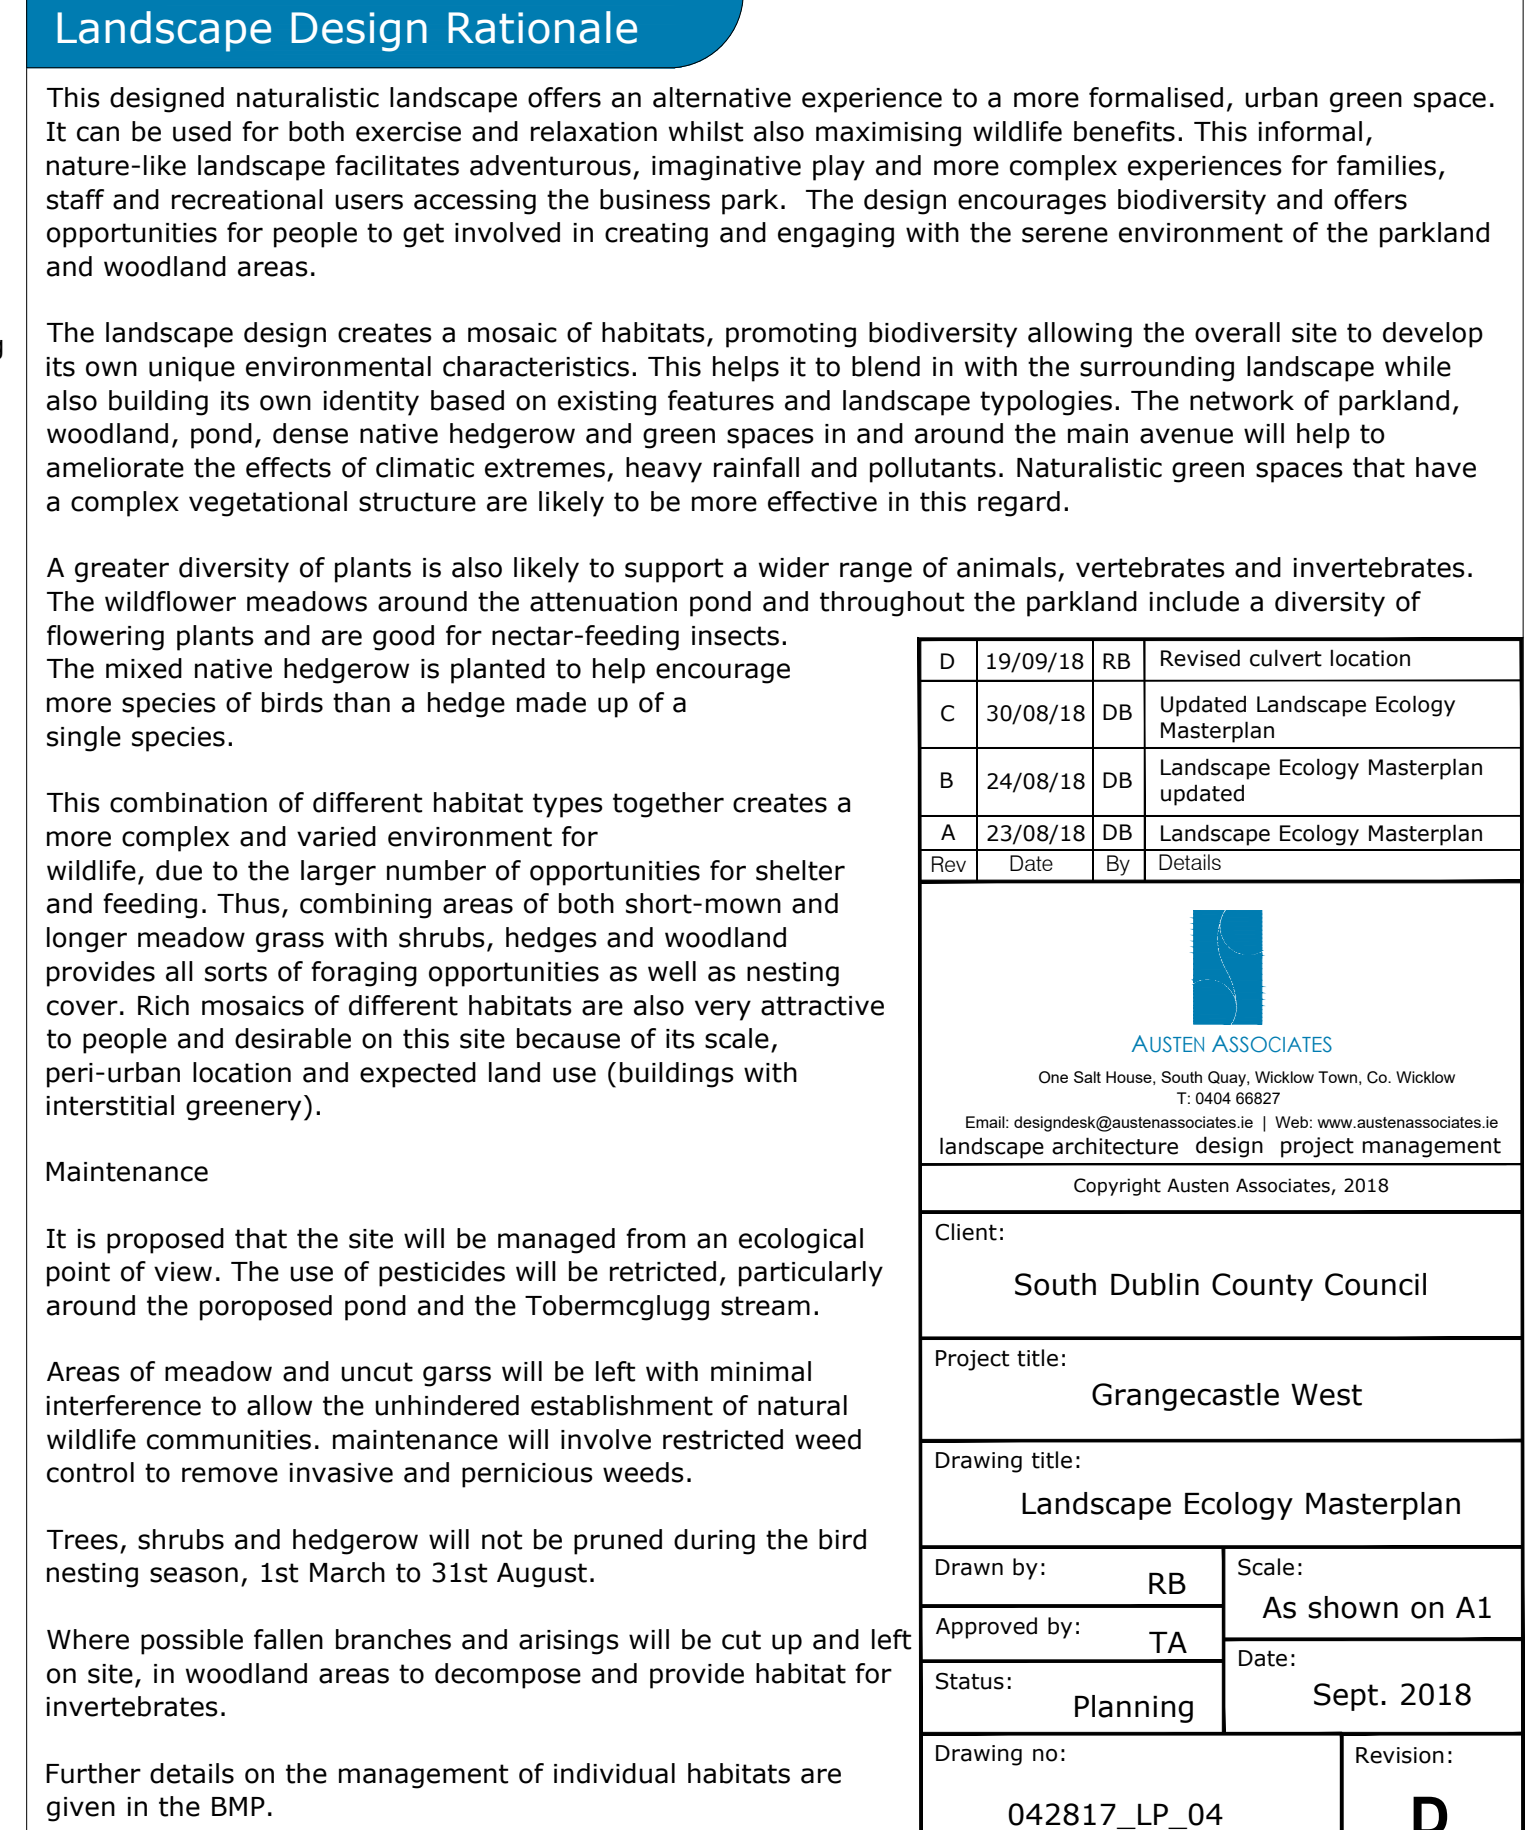 Landscape Design Rationale
This designed naturalistic landscape offers an alternative experience to a more formalised, urban green space.
It can be used for both exercise and relaxation whilst also maximising wildlife benefits. This informal,
nature-like landscape facilitates adventurous, imaginative play and more complex experiences for families,
staff and recreational users accessing the business park.  The design encourages biodiversity and offers
opportunities for people to get involved in creating and engaging with the serene environment of the parkland
and woodland areas.
The landscape design creates a mosaic of habitats, promoting biodiversity allowing the overall site to develop
its own unique environmental characteristics. This helps it to blend in with the surrounding landscape while
also building its own identity based on existing features and landscape typologies. The network of parkland,
woodland, pond, dense native hedgerow and green spaces in and around the main avenue will help to
ameliorate the effects of climatic extremes, heavy rainfall and pollutants. Naturalistic green spaces that have
a complex vegetational structure are likely to be more effective in this regard.
A greater diversity of plants is also likely to support a wider range of animals, vertebrates and invertebrates.
The wildflower meadows around the attenuation pond and throughout the parkland include a diversity of
flowering plants and are good for nectar-feeding insects.
The mixed native hedgerow is planted to help encourage
more species of birds than a hedge made up of a
single species.
This combination of different habitat types together creates a
more complex and varied environment for
wildlife, due to the larger number of opportunities for shelter
and feeding. Thus, combining areas of both short-mown and
longer meadow grass with shrubs, hedges and woodland
provides all sorts of foraging opportunities as well as nesting
cover. Rich mosaics of different habitats are also very attractive
to people and desirable on this site because of its scale,
peri-urban location and expected land use (buildings with
interstitial greenery).
Maintenance
It is proposed that the site will be managed from an ecological
point of view. The use of pesticides will be retricted, particularly
around the poroposed pond and the Tobermcglugg stream.
Areas of meadow and uncut garss will be left with minimal
interference to allow the unhindered establishment of natural
wildlife communities. maintenance will involve restricted weed
control to remove invasive and pernicious weeds.
Trees, shrubs and hedgerow will not be pruned during the bird
nesting season, 1st March to 31st August.
Where possible fallen branches and arisings will be cut up and left
on site, in woodland areas to decompose and provide habitat for
invertebrates.
Further details on the management of individual habitats are
given in the BMP.
D 19/09/18 RB Revised culvert location
C 30/08/18 DB Updated Landscape Ecology
Masterplan
B 24/08/18 DB Landscape Ecology Masterplan
updated
A 23/08/18 DB Landscape Ecology Masterplan
Rev Date By Details
AUSTEN ASSOCIATES
One Salt House, South Quay, Wicklow Town, Co. Wicklow
T: 0404 66827
Email: designdesk@austenassociates.ie | Web: www.austenassociates.ie
landscape architecture design project management
Copyright Austen Associates, 2018
Client:
South Dublin County Council
Project title:
Grangecastle West
Drawing title:
Landscape Ecology Masterplan
Drawn by:
RB
Scale:
As shown on A1
Approved by:
TA
Date:
Sept. 2018
Status:
Planning
Drawing no:
042817_LP_04
Revision:
D